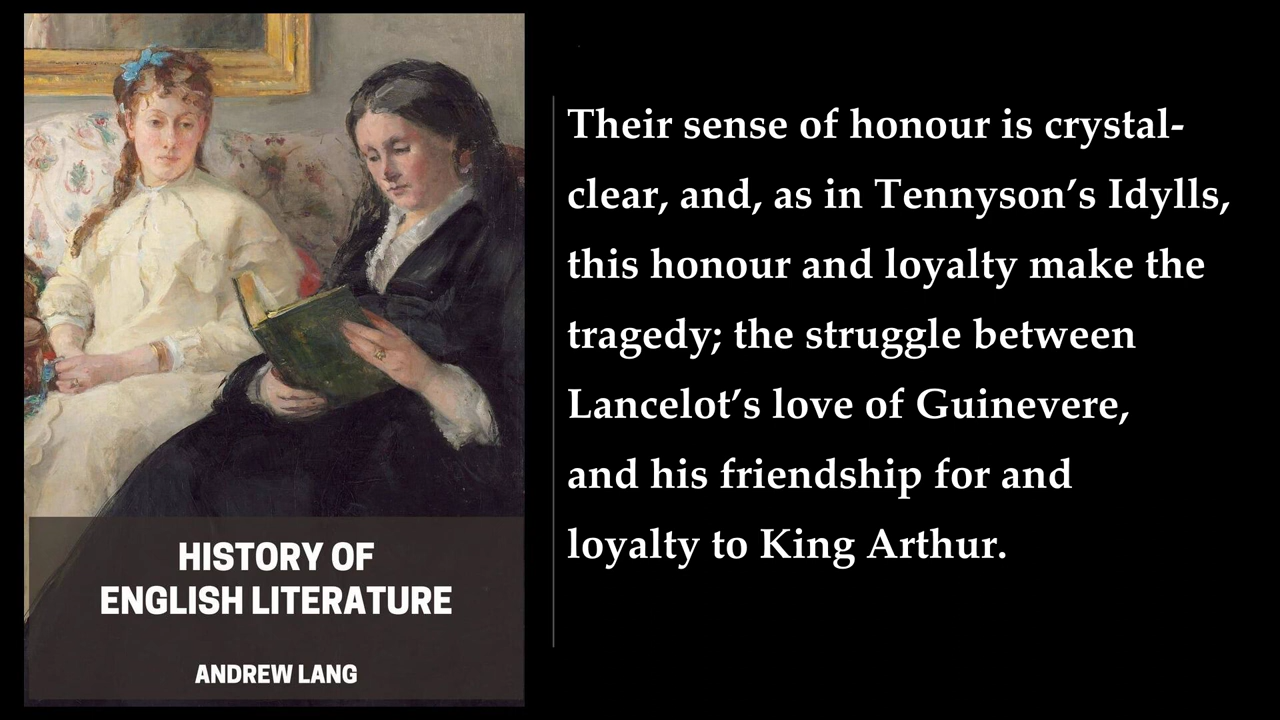 HISTORY OF
ENGLISH LITERATURE
ANDREW LANG
Their sense of honour is crystal-
clear, and, as in Tennyson’s Idylls,
this honour and loyalty make the
tragedy; the struggle between
Lancelot’s love of Guinevere,
and his friendship for and
loyalty to King Arthur.